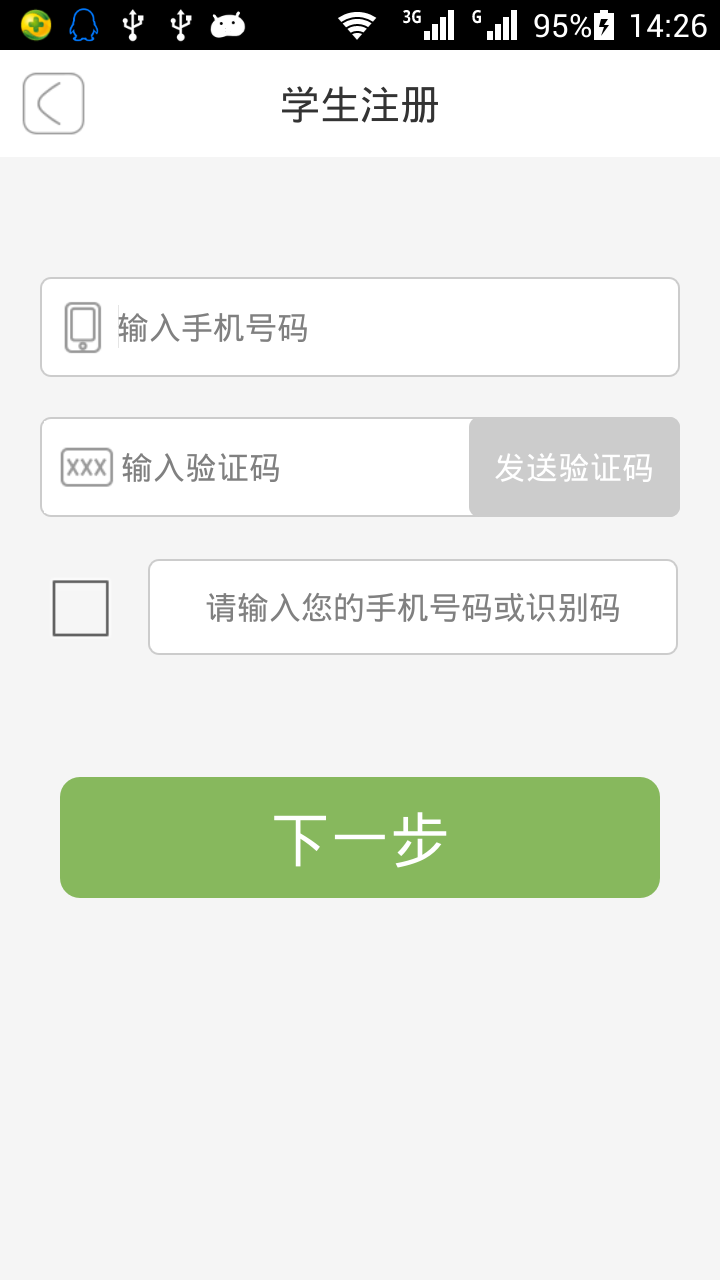 3G G 95% 14:26
学生注册
输入手机号码
XXX 输入验证码 发送验证码
请输入您的手机号码或识别码
下一步